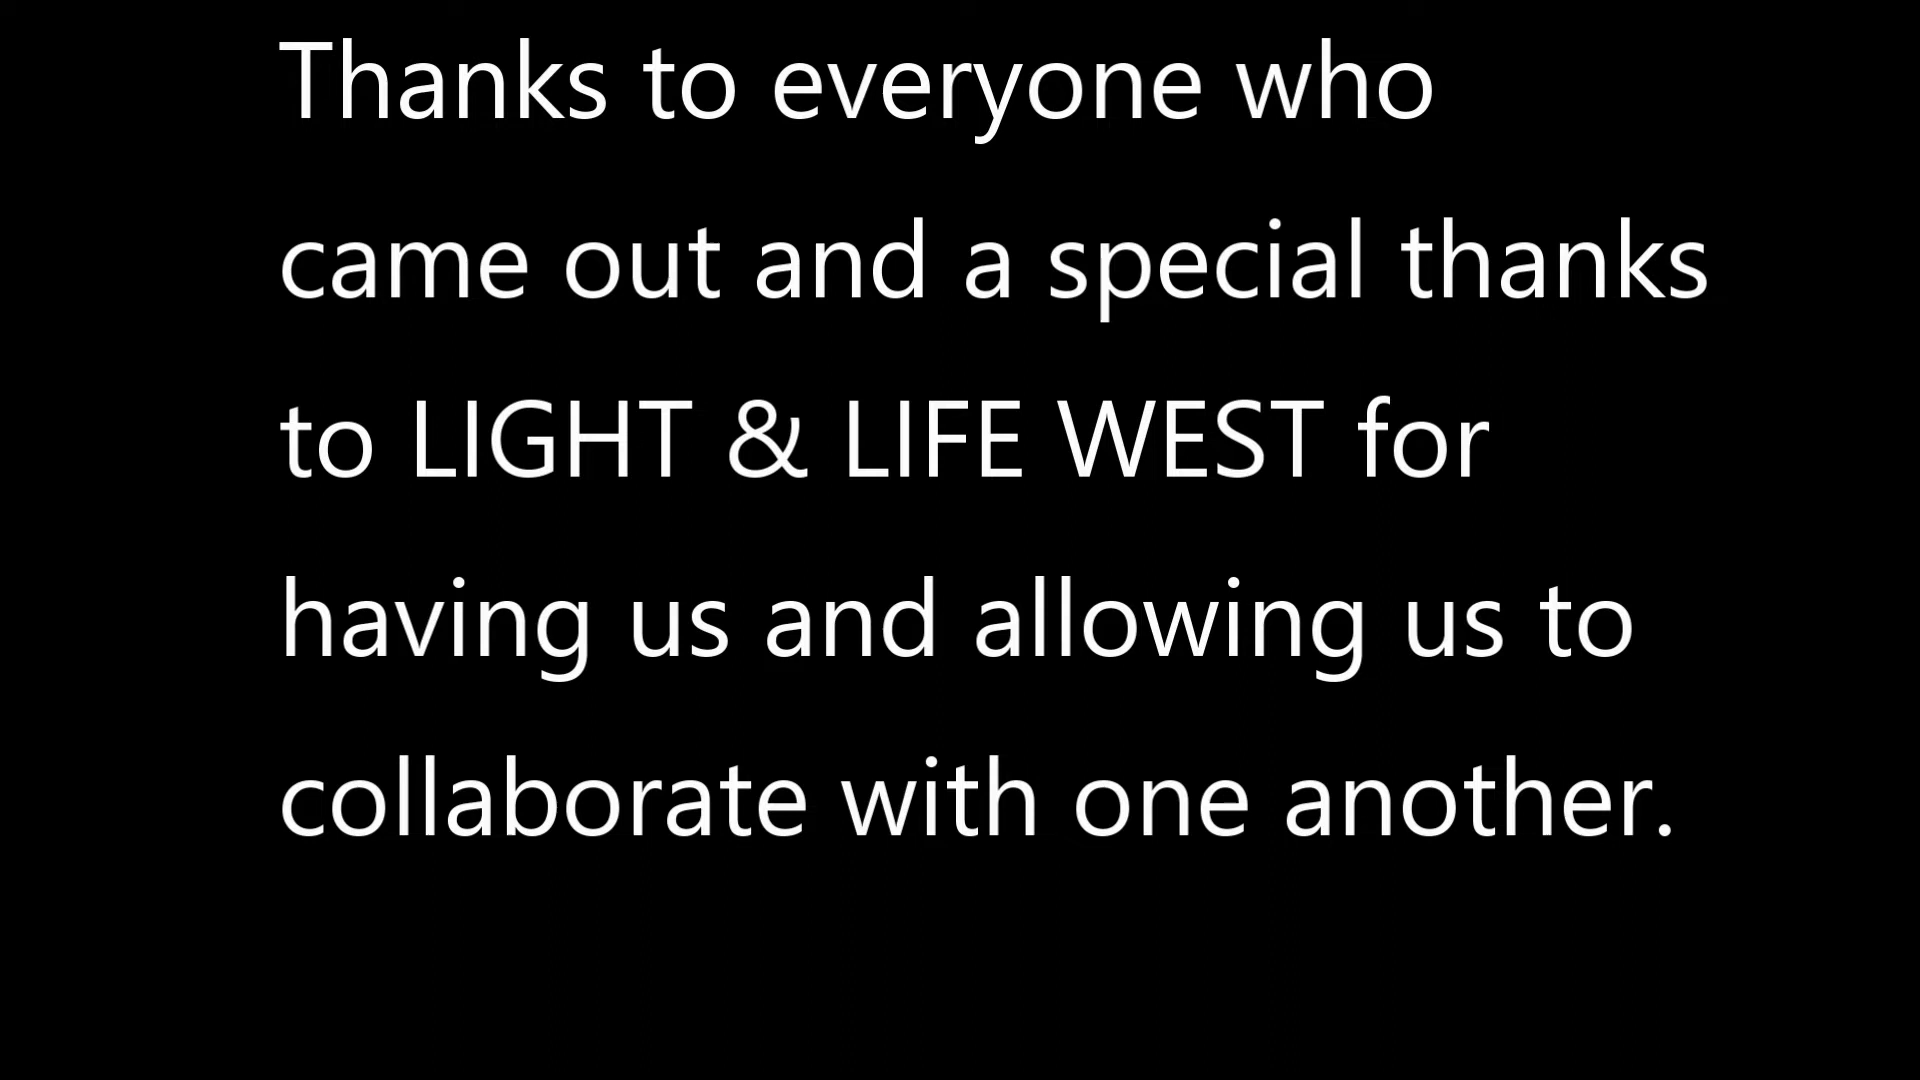 Thanks to everyone who
came out and a special thanks
to LIGHT & LIFE WEST for
having us and allowing us to
collaborate with one another.